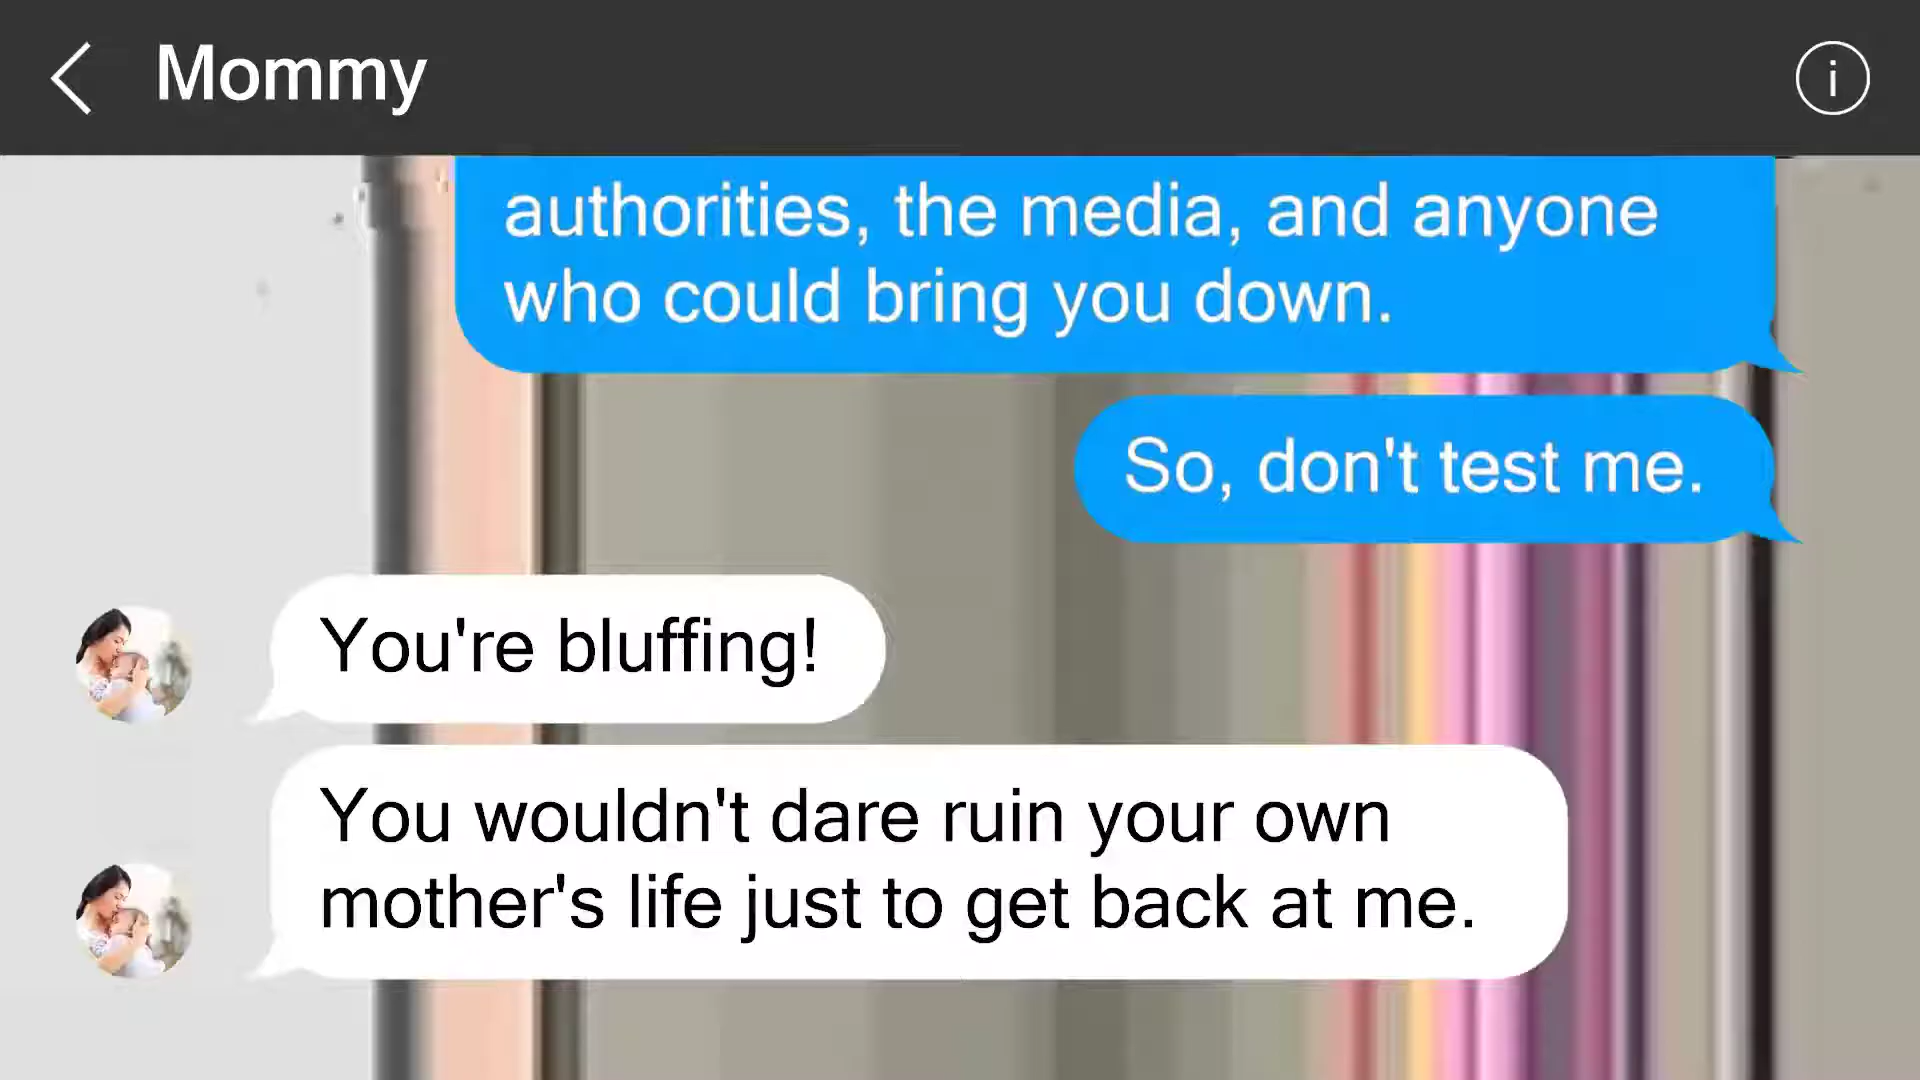 Mommy
authorities, the media, and anyone
who could bring you down.
So, don't test me.
You're bluffing!
You wouldn't dare ruin your own
mother's life just to get back at me.